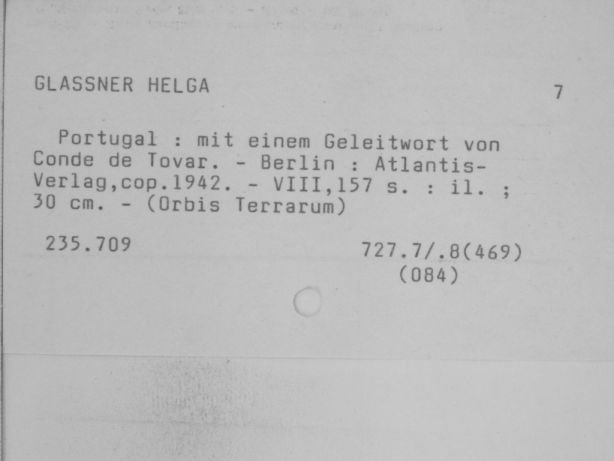 GLASSNER HELGA
7
Portugal : mit einem Geleitwort von
Conde de Tovar. - Berlin : Atlantis-
Verlag,cop.1942. - VIII,157 s. : il. ;
30 cm. - (Orbis Terrarum)
235.709
727.7/.8(469)
(084)